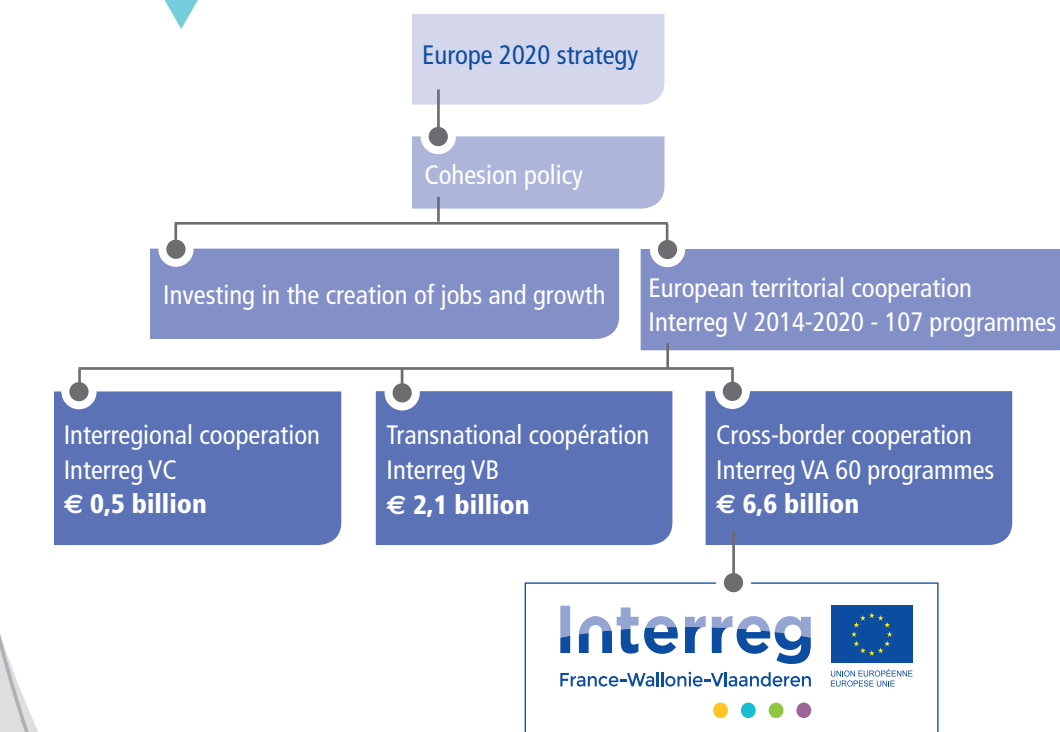 Europe 2020 strategy
Cohesion policy
Investing in the creation of jobs and growth
European territorial cooperation
Interreg V 2014-2020 - 107 programmes
Interregional cooperation
Interreg VC
€ 0,5 billion
Transnational coopération
Interreg VB
€ 2,1 billion
Cross-border cooperation
Interreg VA 60 programmes
€ 6,6 billion
Interreg
France-Wallonie-Vlaanderen
UNION EUROPÉENNE
EUROPESE UNIE